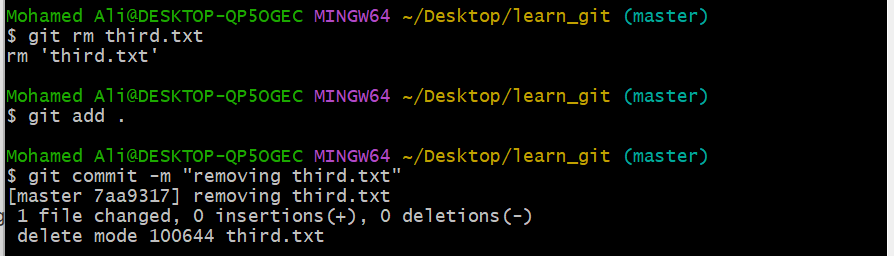 Mohamed Ali@DESKTOP-QP5OGEC MINGW64 ~/Desktop/learn_git (master)
$ git rm third.txt
rm 'third.txt'
Mohamed Ali@DESKTOP-QP5OGEC MINGW64 ~/Desktop/learn_git (master)
$ git add .
Mohamed Ali@DESKTOP-QP5OGEC MINGW64 ~/Desktop/learn_git (master)
$ git commit -m "removing third.txt"
[master 7aa9317] removing third.txt
 1 file changed, 0 insertions(+), 0 deletions(-)
 delete mode 100644 third.txt